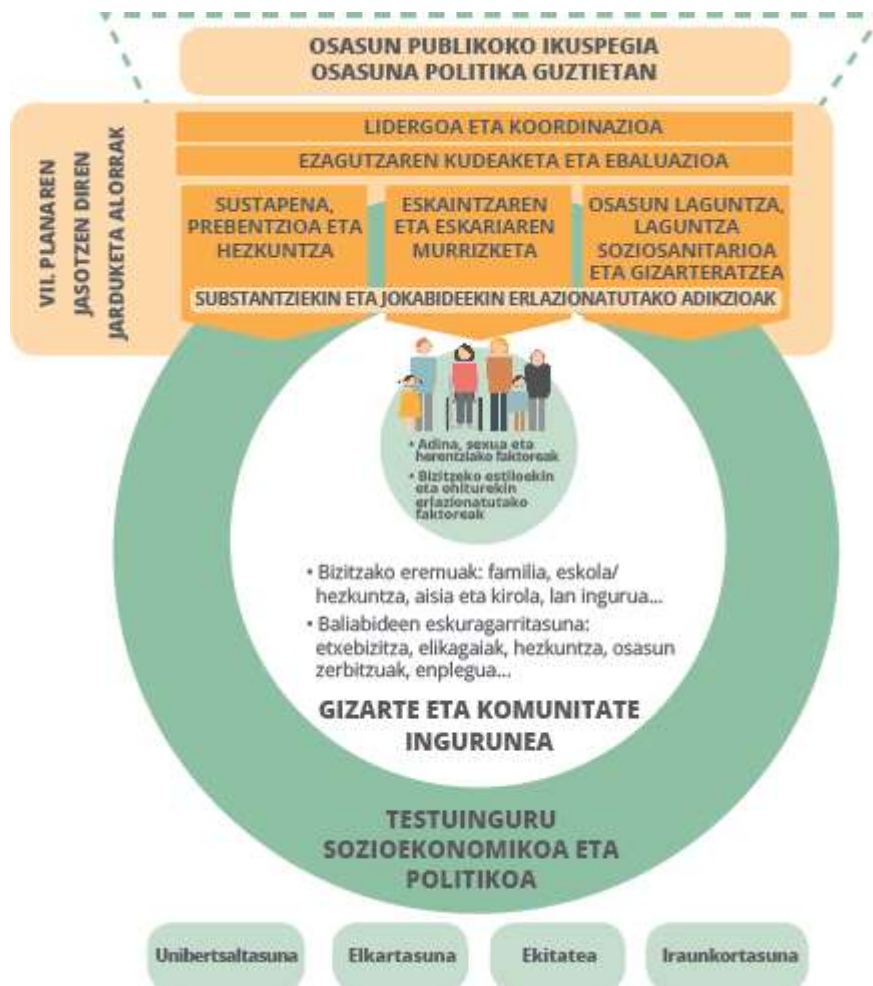 OSASUN PUBLIKOKO IKUSPEGIA
OSASUNA POLITIKA GUZTIETAN
VII. PLANAREN
JASOTZEN DIREN
JARDUKETA ALORRAK
LIDERGOA ETA KOORDINAZIOA
EZAGUTZAREN KUDEAKETA ETA EBALUAZIOA
SUSTAPENA,
PREBENTZIOA ETA
HEZKUNTZA
ESKAINTZAREN
ETA ESKARIAREN
MURRIZKETA
OSASUN LAGUNTZA,
LAGUNTZA
SOZIOSANITARIOA
ETA GIZARTERATZEA
SUBSTANTZIEKIN ETA JOKABIDEEKIN ERLAZIONATUTAKO ADIKZIOAK
• Adina, sexua eta
herentziako faktoreak
• Bizitzeko estiloekin
eta ohiturekin
erlazionatutako
faktoreak
• Bizitzako eremuak: familia, eskola/
hezkuntza, aisia eta kirola, lan ingurua...
• Baliabideen eskuragarritasuna:
etxebizitza, elikagaiak, hezkuntza, osasun
zerbitzuak, enplegua...
GIZARTE ETA KOMUNITATE
INGURUNEA
TESTUINGURU
SOZIOEKONOMIKOA ETA
POLITIKOA
Unibertsaltasuna
Elkartasuna
Ekitatea
Iraunkortasuna